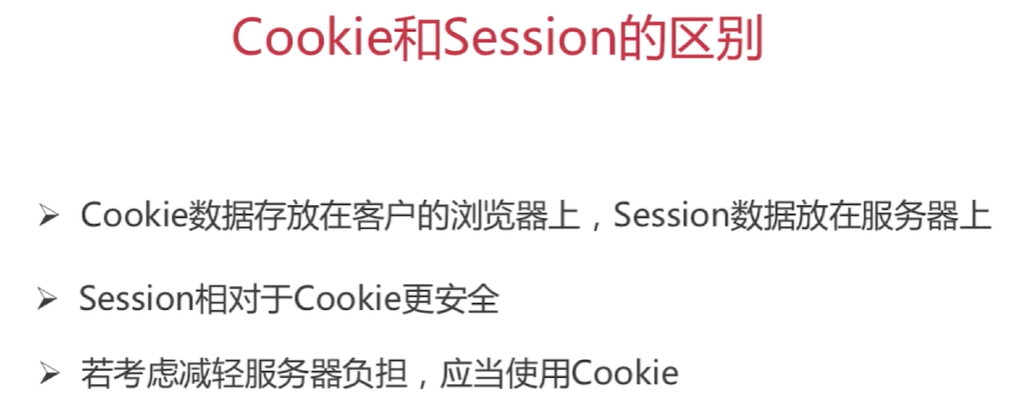 Cookie和Session的区别
➢ Cookie数据存放在客户的浏览器上，Session数据放在服务器上
➢ Session相对于Cookie更安全
➢ 若考虑减轻服务器负担，应当使用Cookie